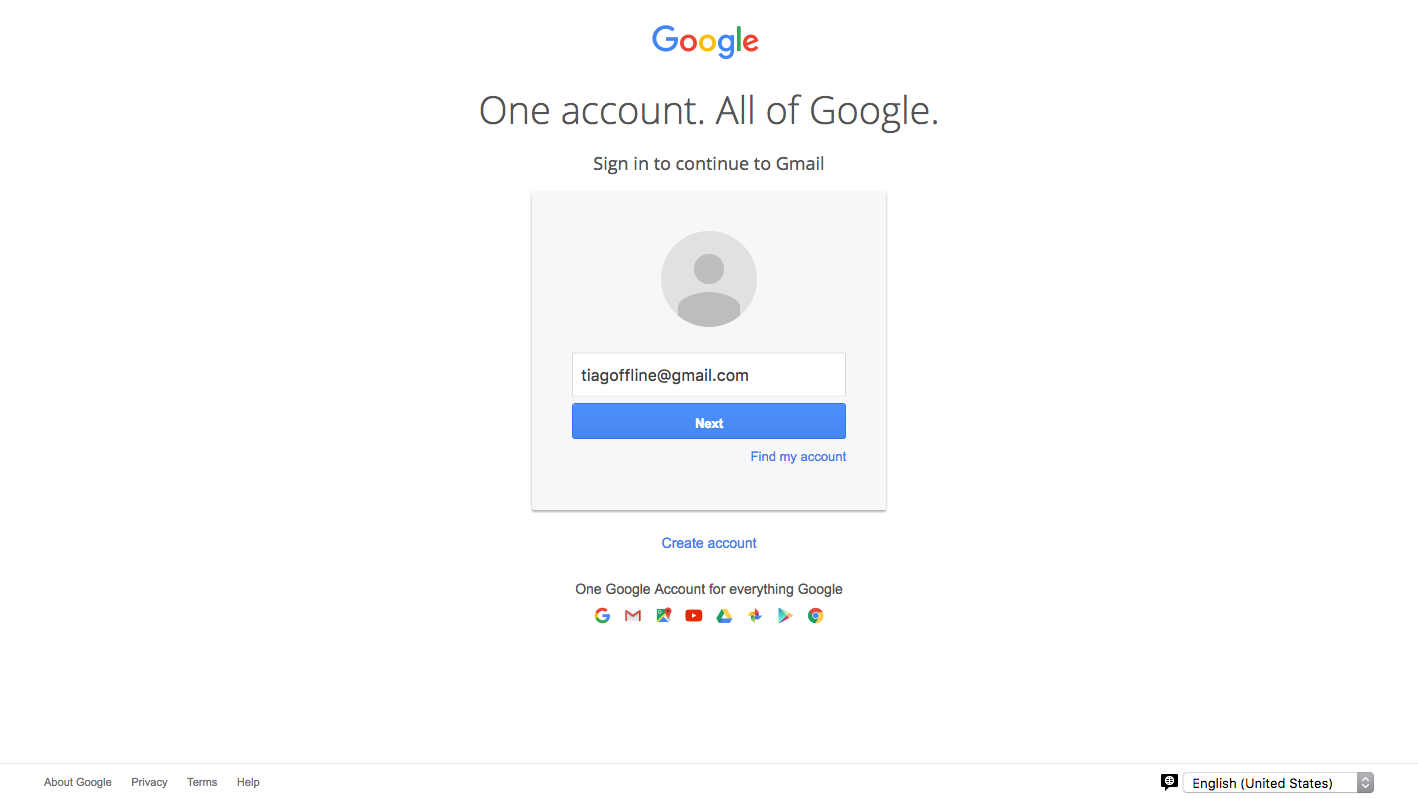 Google
One account. All of Google.
Sign in to continue to Gmail
tiagoffline@gmail.com
Next
Find my account
Create account
One Google Account for everything Google
About Google Privacy Terms Help English (United States)